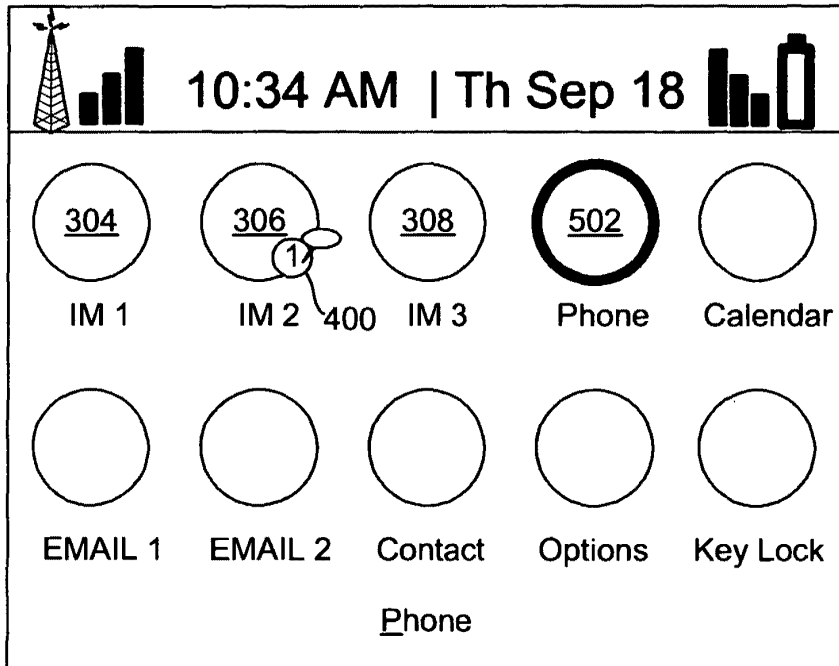 10:34 AM | Th Sep 18
304 306 308 502
1
IM 1 IM 2 400 IM 3 Phone Calendar
EMAIL 1 EMAIL 2 Contact Options Key Lock
Phone